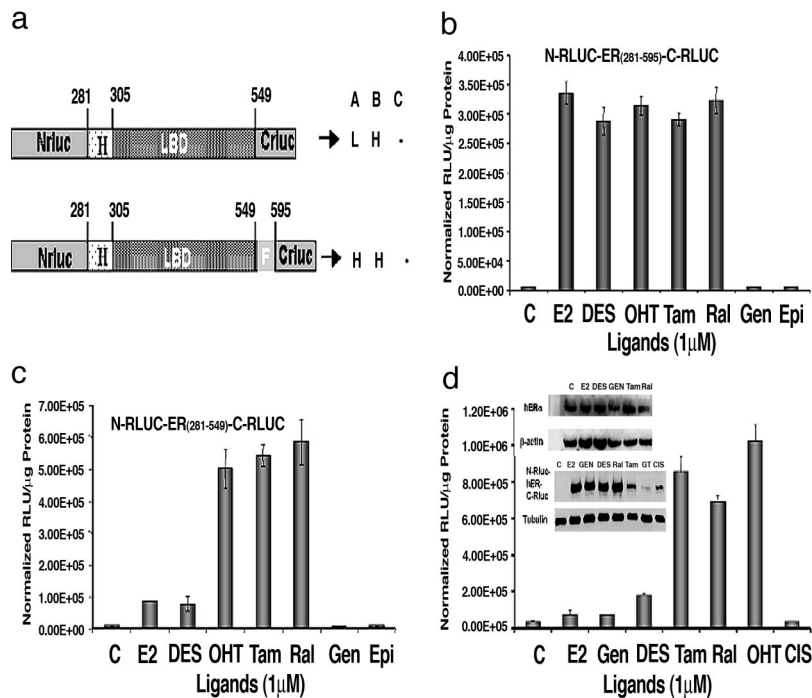 a
281 305 549
A B C
Nrluc H LBD Crluc
L H .
281 305 549 595
Nrluc H LBD F Crluc
H H .
b
N-RLUC-ER(281-595)-C-RLUC
Normalized RLU/µg Protein
4.00E+05
3.50E+05
3.00E+05
2.50E+05
2.00E+05
1.50E+05
1.00E+05
5.00E+04
0.00E+00
C E2 DES OHT Tam Ral Gen Epi
Ligands (1µM)
c
N-RLUC-ER(281-549)-C-RLUC
Normalized RLU/µg Protein
7.00E+05
6.00E+05
5.00E+05
4.00E+05
3.00E+05
2.00E+05
1.00E+05
0.00E+00
C E2 DES OHT Tam Ral Gen Epi
Ligands (1µM)
d
Normalized RLU/µg Protein
1.20E+06
1.00E+06
8.00E+05
6.00E+05
4.00E+05
2.00E+05
0.00E+05
C E2 DES GEN Tam Ral
hERα
β-actin
C E2 GEN DES Ral Tam GT CIS
N-Rluc-
hER-
C-Rluc
Tubulin
C E2 Gen DES Tam Ral OHT CIS
Ligands (1µM)